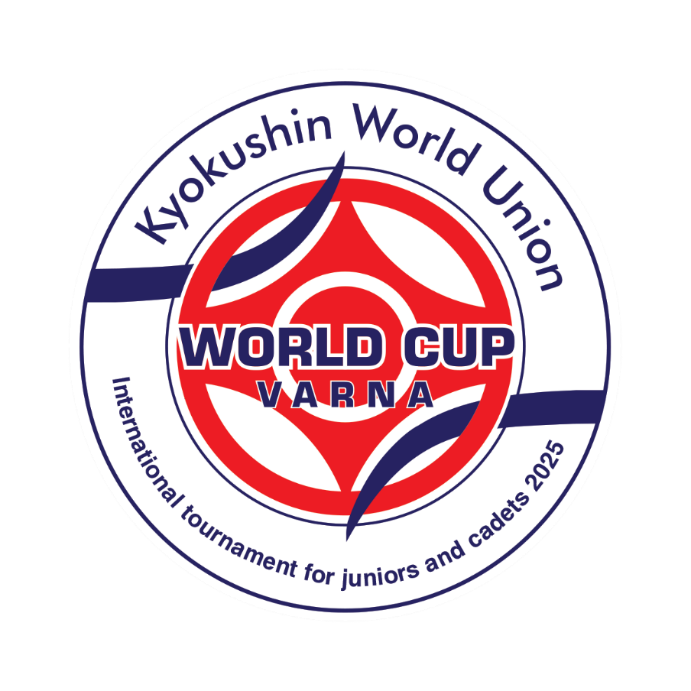 Kyokushin World Union
WORLD CUP
VARNA
International tournament for juniors and cadets 2025